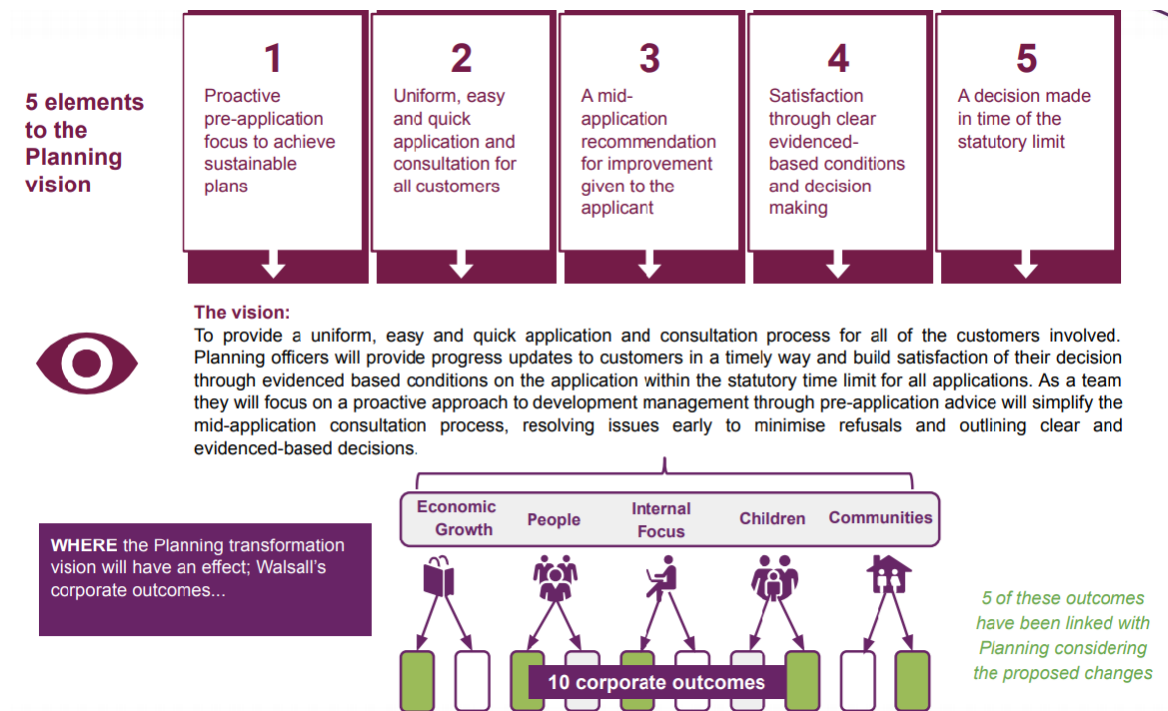 5 elements
to the
Planning
vision
1
Proactive
pre-application
focus to achieve
sustainable
plans
2
Uniform, easy
and quick
application and
consultation for
all customers
3
A mid-
application
recommendation
for improvement
given to the
applicant
4
Satisfaction
through clear
evidenced-
based conditions
and decision
making
5
A decision made
in time of the
statutory limit
The vision:
To provide a uniform, easy and quick application and consultation process for all of the customers involved.
Planning officers will provide progress updates to customers in a timely way and build satisfaction of their decision
through evidenced based conditions on the application within the statutory time limit for all applications. As a team
they will focus on a proactive approach to development management through pre-application advice will simplify the
mid-application consultation process, resolving issues early to minimise refusals and outlining clear and
evidenced-based decisions.
WHERE the Planning transformation
vision will have an effect; Walsall's
corporate outcomes...
Economic
Growth
People
Internal
Focus
Children
Communities
10 corporate outcomes
5 of these outcomes
have been linked with
Planning considering
the proposed changes